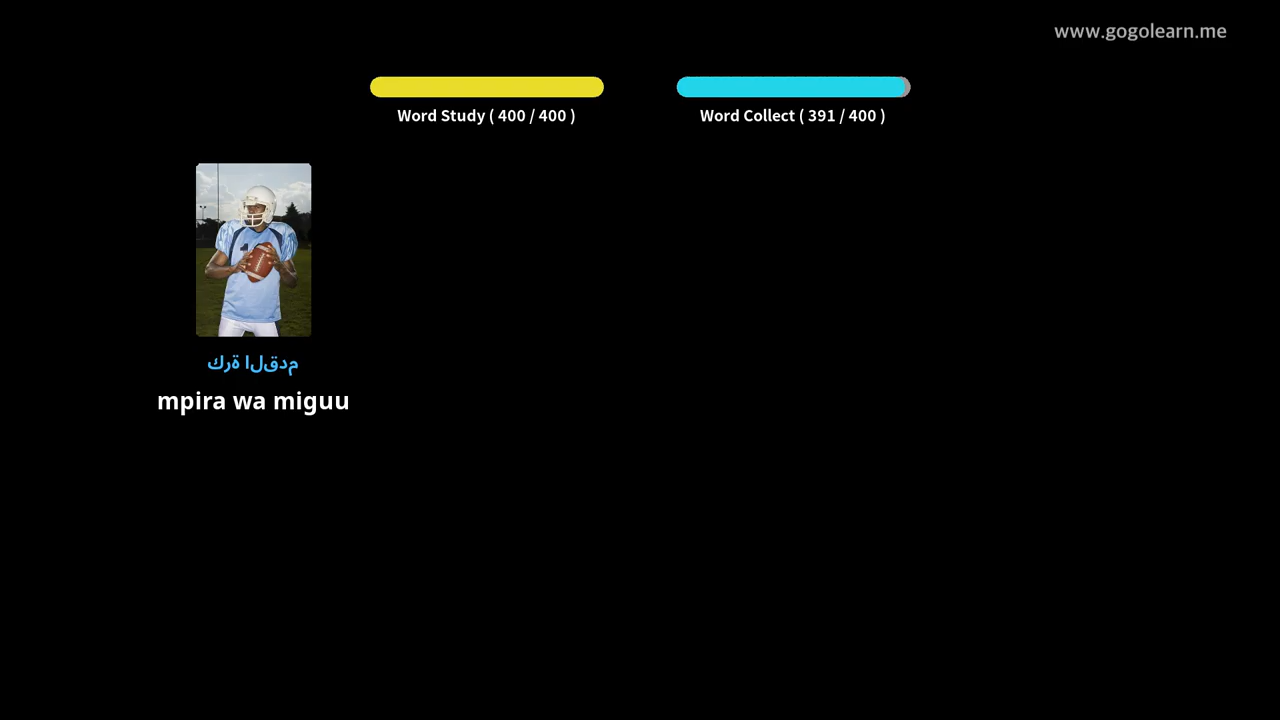 www.gogolearn.me
Word Study ( 400 / 400 )
Word Collect ( 391 / 400 )
كرة القدم
mpira wa miguu